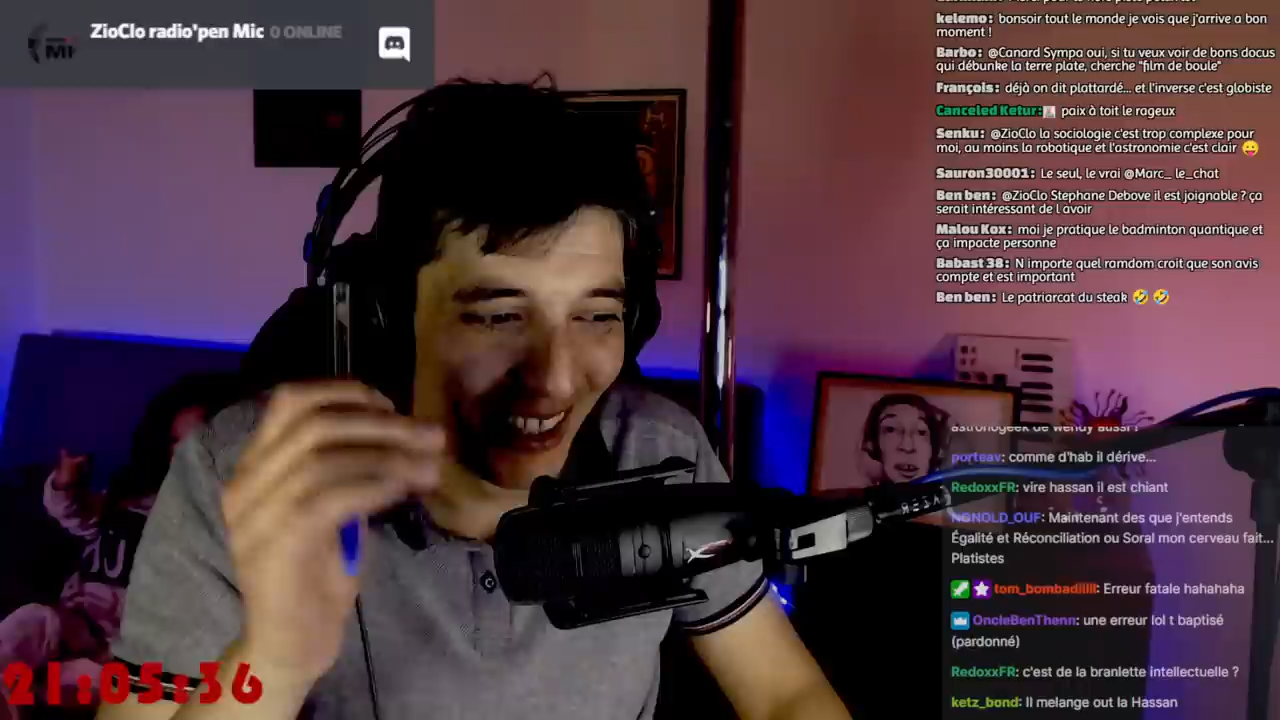 ZioClo radio'pen Mic 0 ONLINE
kelemo: bonsoir tout le monde je vois que j'arrive a bon
moment !
Barbo: @Canard Sympa oui, si tu veux voir de bons docus
qui débunke la terre plate, cherche "film de boule"
François: déjà on dit plattardé... et l'inverse c'est globiste
Canceled Ketur: paix à toit le rageux
Senku: @ZioClo la sociologie c'est trop complexe pour
moi, au moins la robotique et l'astronomie c'est clair 😛
Sauron30001: Le seul, le vrai @Marc_ le_chat
Ben ben: @ZioClo Stephane Debove il est joignable ? ça
serait intéressant de l avoir
Malou Kox: moi je pratique le badminton quantique et
ça impacte personne
Babast 38: N importe quel ramdom croit que son avis
compte et est important
Ben ben: Le patriarcat du steak 🤣 🤣
astronogeek de wendy aussi ?
porteav: comme d'hab il dérive...
RedoxxFR: vire hassan il est chiant
NGNOLD_OUF: Maintenant des que j'entends
Égalité et Réconciliation ou Soral mon cerveau fait...
Platistes
tom_bombadiiiil: Erreur fatale hahahaha
OncleBenThenn: une erreur lol t baptisé
(pardonné)
RedoxxFR: c'est de la branlette intellectuelle ?
ketz_bond: Il melange out la Hassan
21:05:36